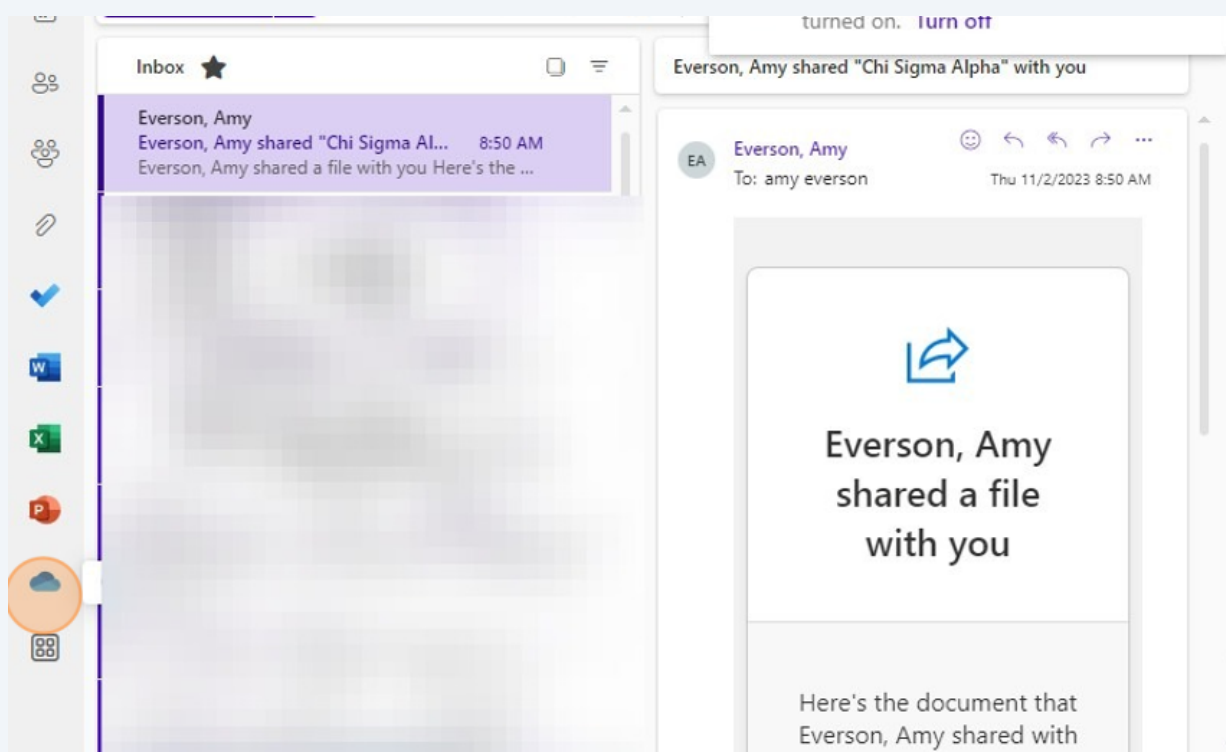 turned on. Turn off
Inbox
Everson, Amy
Everson, Amy shared "Chi Sigma Al... 8:50 AM
Everson, Amy shared a file with you Here's the ...
Everson, Amy shared "Chi Sigma Alpha" with you
EA
Everson, Amy
To: amy everson
Thu 11/2/2023 8:50 AM
W
X
P
Everson, Amy
shared a file
with you
Here's the document that
Everson, Amy shared with